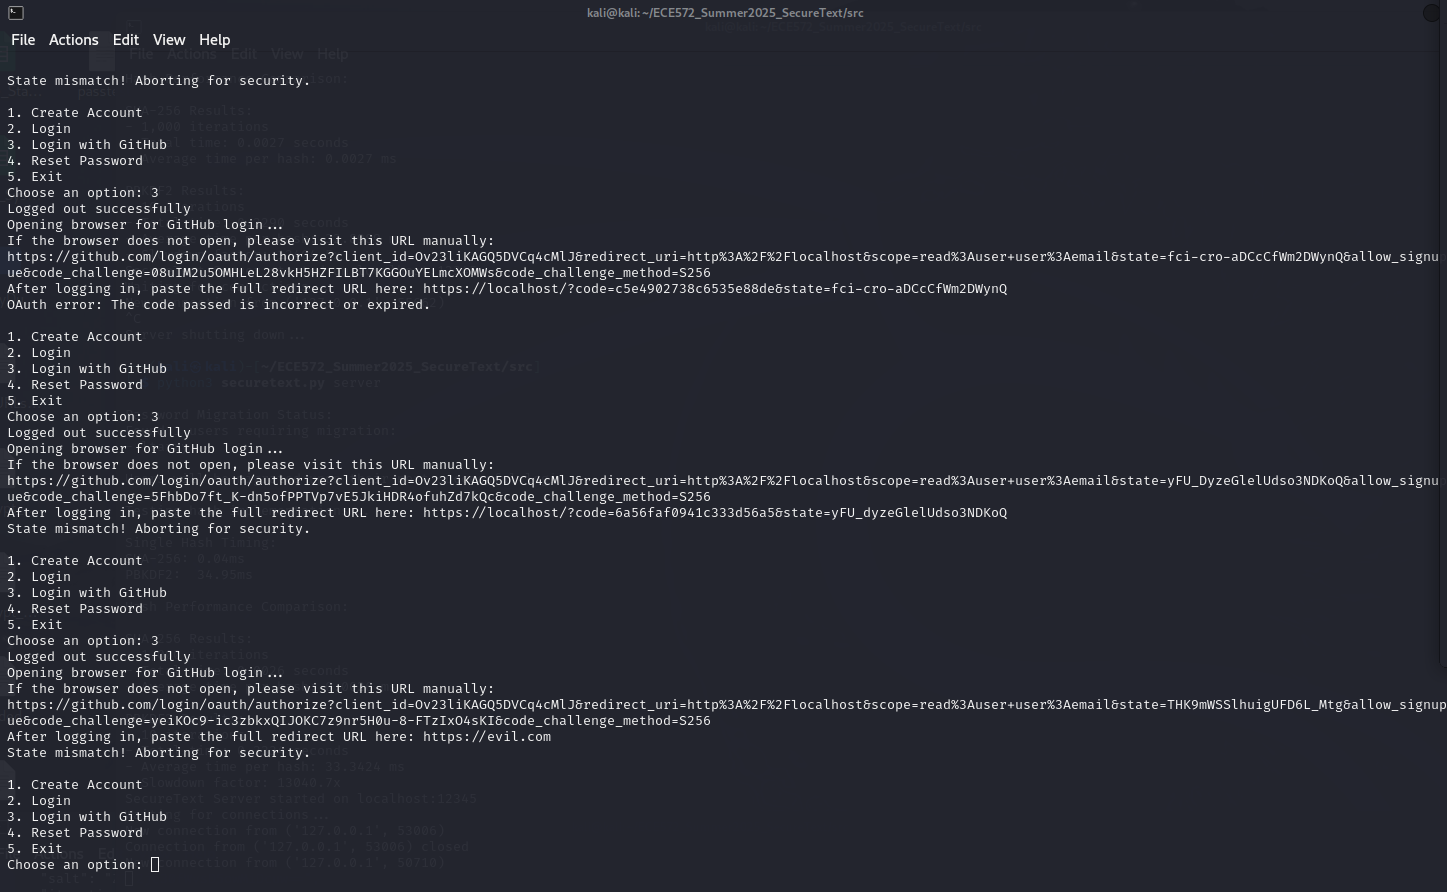 kali@kali: ~/ECE572_Summer2025_SecureText/src
File Actions Edit View Help
State mismatch! Aborting for security.
1. Create Account
2. Login
3. Login with GitHub
4. Reset Password
5. Exit
Choose an option: 3
Logged out successfully
Opening browser for GitHub login...
If the browser does not open, please visit this URL manually:
https://github.com/login/oauth/authorize?client_id=Ov23liKAGQ5DVCq4cMlJ&redirect_uri=http%3A%2F%2Flocalhost&scope=read%3Auser+user%3Aemail&state=fci-cro-aDCcCfWm2DWynQ&allow_signu
ue&code_challenge=08uIM2u5OMHLeL28vkH5HZFILBT7KGGOuYELmcXOMWs&code_challenge_method=S256
After logging in, paste the full redirect URL here: https://localhost/?code=c5e4902738c6535e88de&state=fci-cro-aDCcCfWm2DWynQ
OAuth error: The code passed is incorrect or expired.
1. Create Account
2. Login
3. Login with GitHub
4. Reset Password
5. Exit
Choose an option: 3
Logged out successfully
Opening browser for GitHub login...
If the browser does not open, please visit this URL manually:
https://github.com/login/oauth/authorize?client_id=Ov23liKAGQ5DVCq4cMlJ&redirect_uri=http%3A%2F%2Flocalhost&scope=read%3Auser+user%3Aemail&state=yFU_DyzeGlelUdso3NDKoQ&allow_signu
ue&code_challenge=5FhbDo7ft_K-dn5ofPPTVp7vE5JkiHDR4ofuhZd7kQc&code_challenge_method=S256
After logging in, paste the full redirect URL here: https://localhost/?code=6a56faf0941c333d56a5&state=yFU_dyzeGlelUdso3NDKoQ
State mismatch! Aborting for security.
1. Create Account
2. Login
3. Login with GitHub
4. Reset Password
5. Exit
Choose an option: 3
Logged out successfully
Opening browser for GitHub login...
If the browser does not open, please visit this URL manually:
https://github.com/login/oauth/authorize?client_id=Ov23liKAGQ5DVCq4cMlJ&redirect_uri=http%3A%2F%2Flocalhost&scope=read%3Auser+user%3Aemail&state=THK9mWSSlhuigUFD6L_Mtg&allow_signup
ue&code_challenge=yeiKOc9-ic3zbkxQIJOKC7z9nr5H0u-8-FTzIxO4sKI&code_challenge_method=S256
After logging in, paste the full redirect URL here: https://evil.com
State mismatch! Aborting for security.
1. Create Account
2. Login
3. Login with GitHub
4. Reset Password
5. Exit
Choose an option: